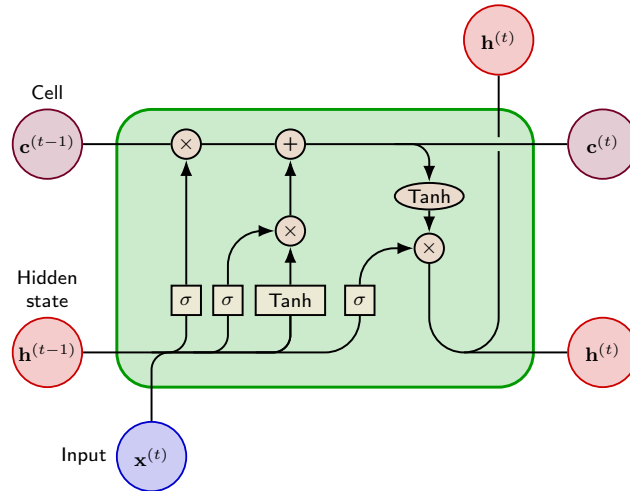 h^(t)
Cell
c^(t−1)
×
+
c^(t)
Tanh
×
×
Hidden
state
σ
σ
Tanh
σ
h^(t−1)
h^(t)
Input
x^(t)